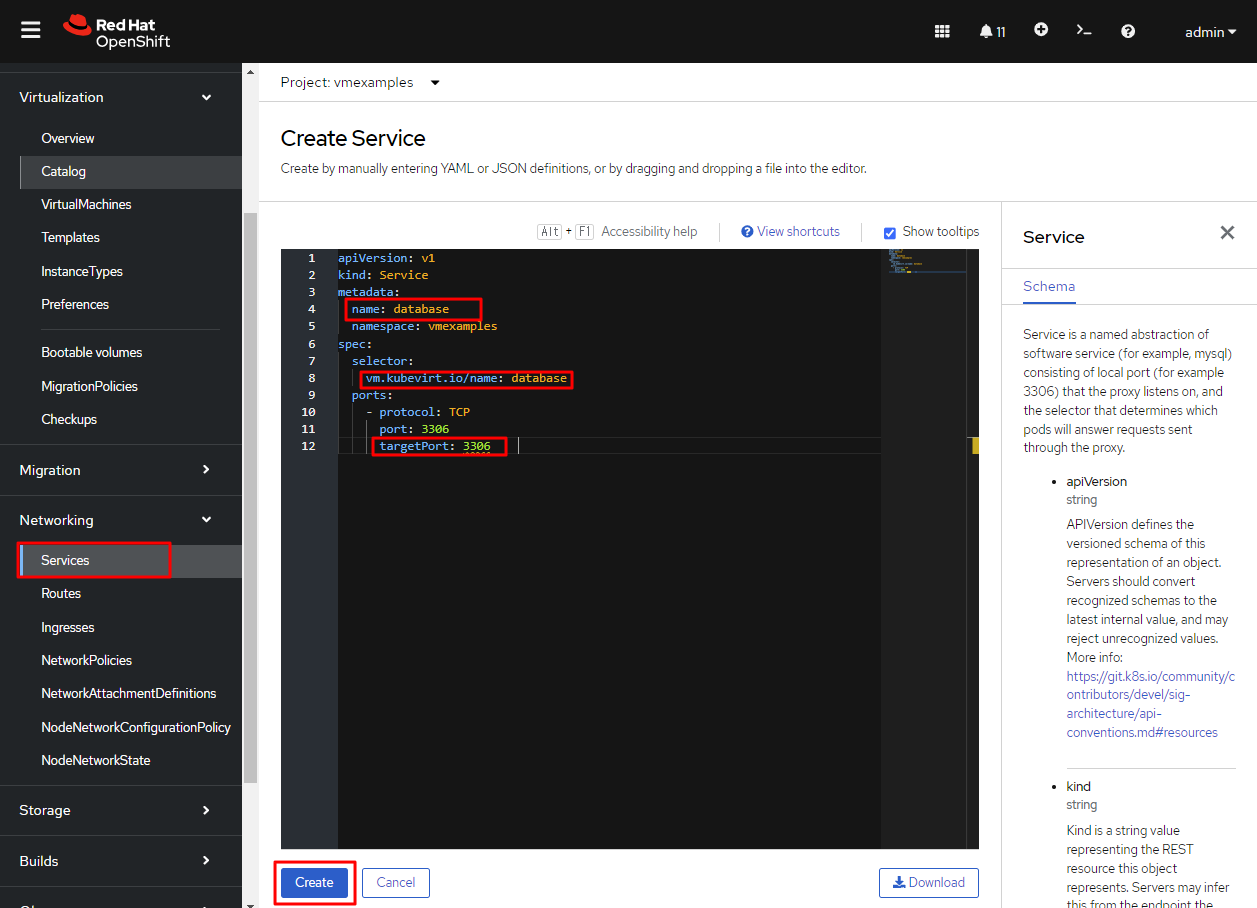 Red Hat
OpenShift
11
admin
Virtualization
Overview
Catalog
VirtualMachines
Templates
InstanceTypes
Preferences
Bootable volumes
MigrationPolicies
Checkups
Migration
Networking
Services
Routes
Ingresses
NetworkPolicies
NetworkAttachmentDefinitions
NodeNetworkConfigurationPolicy
NodeNetworkState
Storage
Builds
Project: vmexamples
Create Service
Create by manually entering YAML or JSON definitions, or by dragging and dropping a file into the editor.
Alt + F1 Accessibility help
View shortcuts
Show tooltips
1 apiVersion: v1
2 kind: Service
3 metadata:
4 name: database
5 namespace: vmexamples
6 spec:
7 selector:
8 vm.kubevirt.io/name: database
9 ports:
10 - protocol: TCP
11 port: 3306
12 targetPort: 3306
Create
Cancel
Download
Service
Schema
Service is a named abstraction of
software service (for example, mysql)
consisting of local port (for example
3306) that the proxy listens on, and
the selector that determines which
pods will answer requests sent
through the proxy.
• apiVersion
string
APIVersion defines the
versioned schema of this
representation of an object.
Servers should convert
recognized schemas to the
latest internal value, and may
reject unrecognized values.
More info:
https://git.k8s.io/community/c
ontributors/devel/sig-
architecture/api-
conventions.md#resources
• kind
string
Kind is a string value
representing the REST
resource this object
represents. Servers may infer
this from the endpoint the